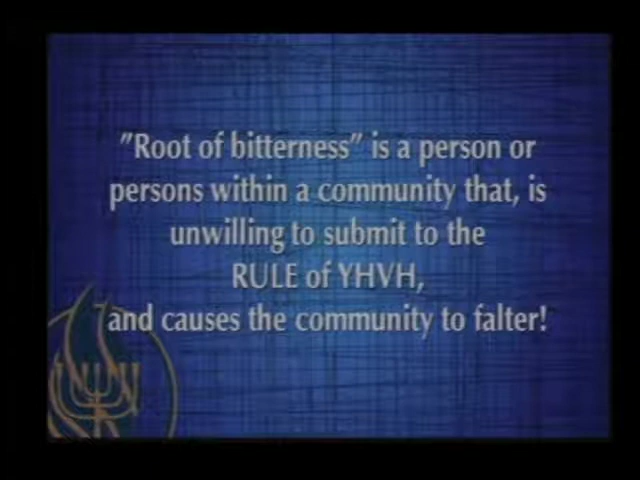 "Root of bitterness" is a person or
persons within a community that, is
unwilling to submit to the
RULE of YHVH,
and causes the community to falter!